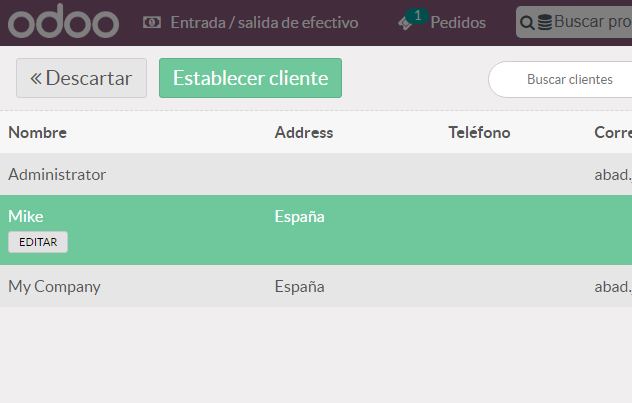 odoo Entrada / salida de efectivo 1 Pedidos Buscar pro
Descartar Establecer cliente Buscar clientes
Nombre Address Teléfono Corre
Administrator abad.
Mike España
EDITAR
My Company España abad.